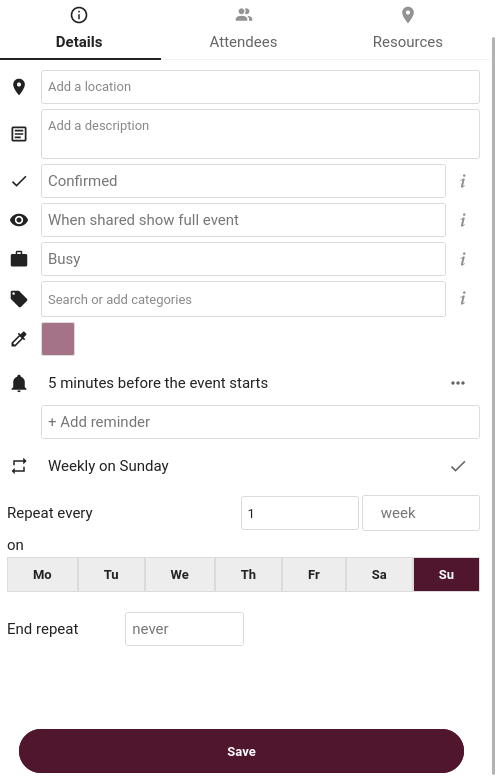 Details Attendees Resources
Add a location
Add a description
Confirmed i
When shared show full event i
Busy i
Search or add categories i
5 minutes before the event starts
+ Add reminder
Weekly on Sunday
Repeat every 1 week
on
Mo Tu We Th Fr Sa Su
End repeat never
Save